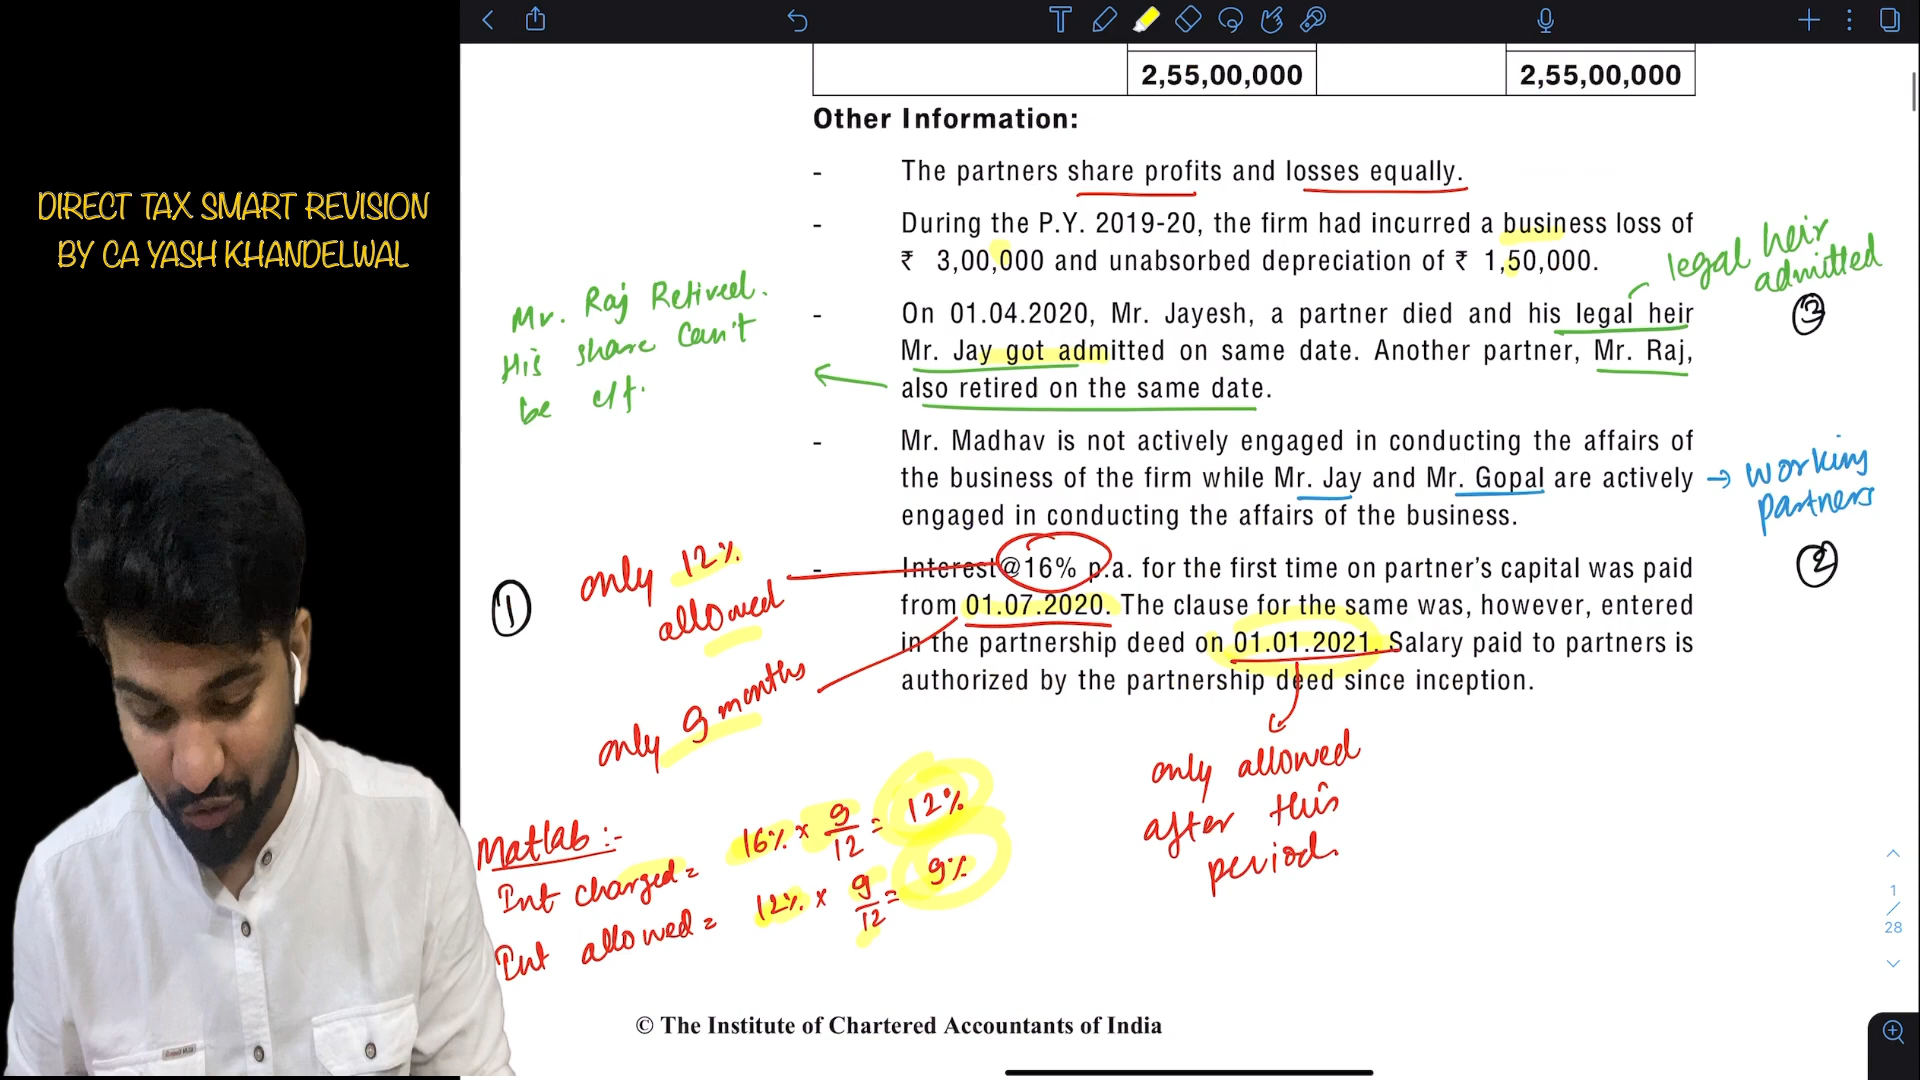 DIRECT TAX SMART REVISION
BY CA YASH KHANDELWAL
2,55,00,000 2,55,00,000
Other Information:
- The partners share profits and losses equally.
- During the P.Y. 2019-20, the firm had incurred a business loss of
₹ 3,00,000 and unabsorbed depreciation of ₹ 1,50,000.
legal heir
admitted
③
Mr. Raj Retired.
His share can't
be c/f.
- On 01.04.2020, Mr. Jayesh, a partner died and his legal heir
Mr. Jay got admitted on same date. Another partner, Mr. Raj,
also retired on the same date.
- Mr. Madhav is not actively engaged in conducting the affairs of
the business of the firm while Mr. Jay and Mr. Gopal are actively
engaged in conducting the affairs of the business.
→ working
partners
②
- Interest @16% p.a. for the first time on partner's capital was paid
from 01.07.2020. The clause for the same was, however, entered
in the partnership deed on 01.01.2021. Salary paid to partners is
authorized by the partnership deed since inception.
①
only 12%
allowed
only 9 months
only allowed
after this
period.
Matlab :-
Int charged = 16% × 9/12 = 12%
Int allowed = 12% × 9/12 = 9%
1
/
28
© The Institute of Chartered Accountants of India